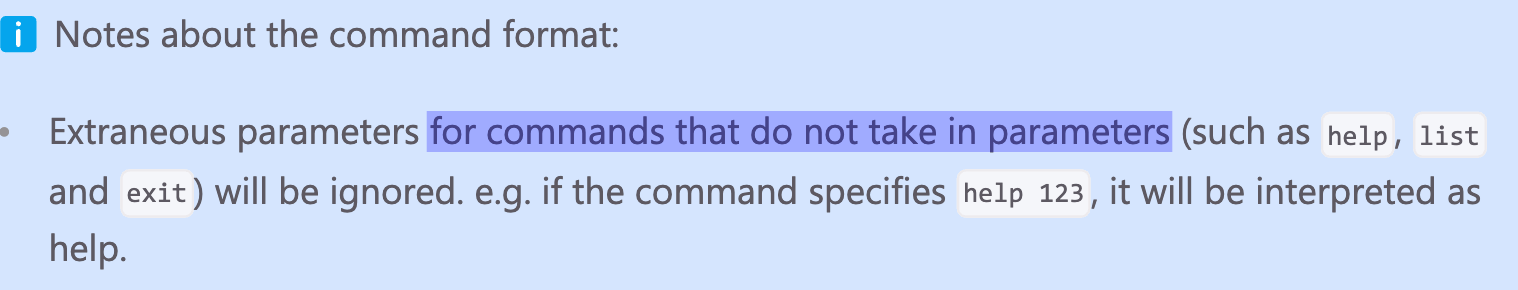 i Notes about the command format:
• Extraneous parameters for commands that do not take in parameters (such as help, list
and exit) will be ignored. e.g. if the command specifies help 123, it will be interpreted as
help.